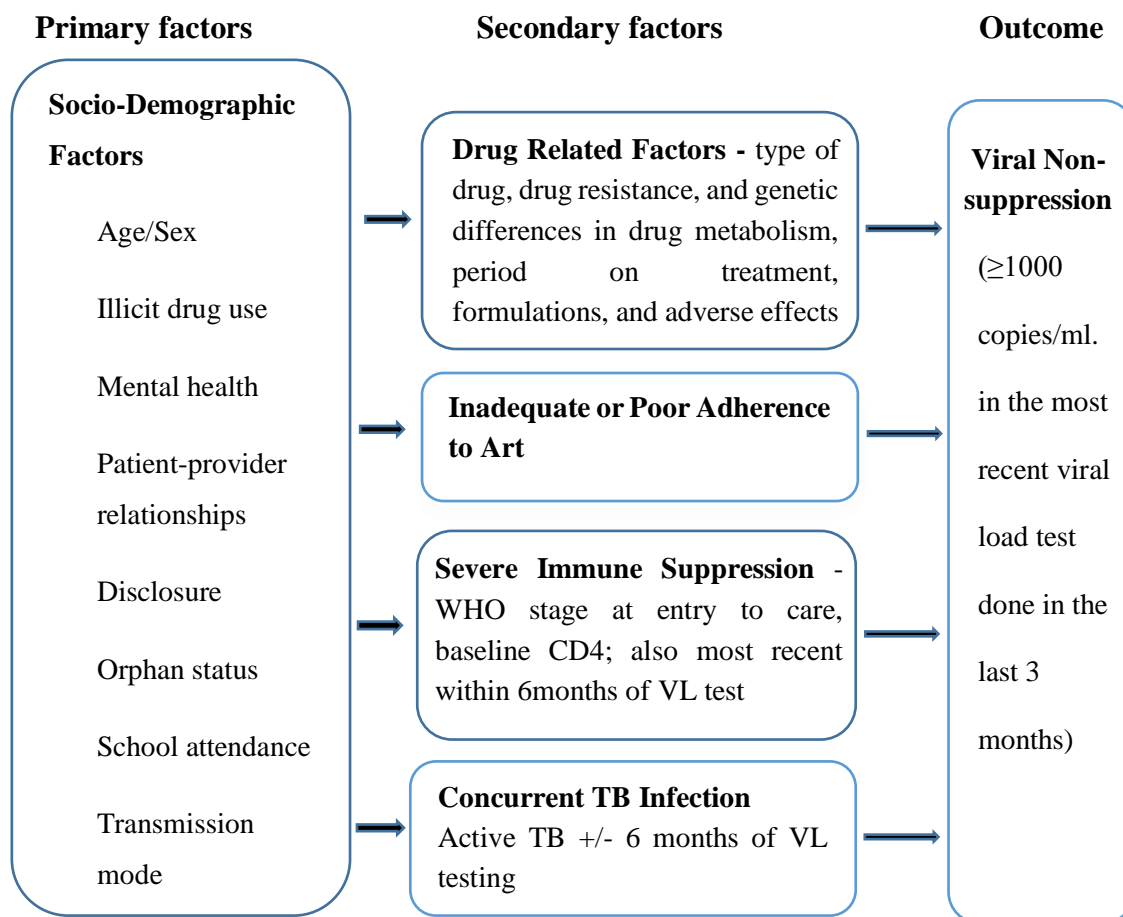 Primary factors
Secondary factors
Outcome
Socio-Demographic
Factors
Age/Sex
Illicit drug use
Mental health
Patient-provider
relationships
Disclosure
Orphan status
School attendance
Transmission
mode
Drug Related Factors - type of
drug, drug resistance, and genetic
differences in drug metabolism,
period on treatment,
formulations, and adverse effects
Inadequate or Poor Adherence
to Art
Severe Immune Suppression -
WHO stage at entry to care,
baseline CD4; also most recent
within 6months of VL test
Concurrent TB Infection
Active TB +/- 6 months of VL
testing
Viral Non-
suppression
(≥1000
copies/ml.
in the most
recent viral
load test
done in the
last 3
months)